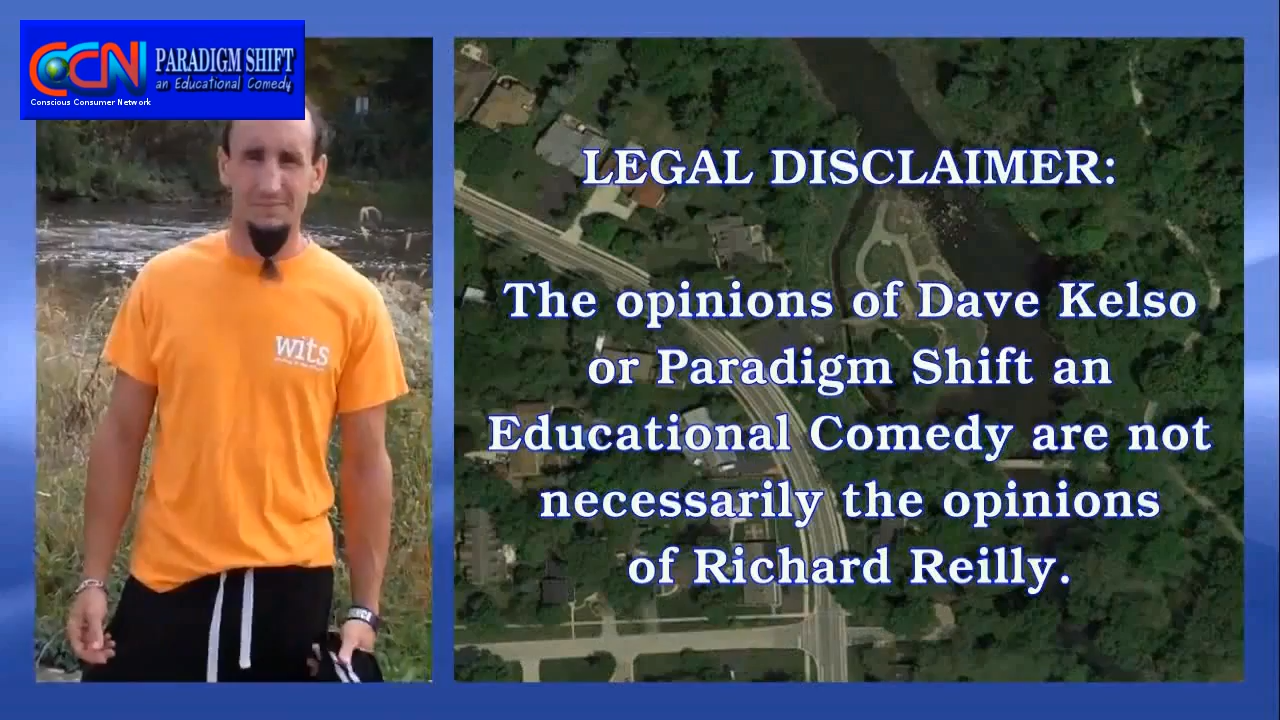 CCN PARADIGM SHIFT
an Educational Comedy
Conscious Consumer Network
wits
LEGAL DISCLAIMER:
The opinions of Dave Kelso
or Paradigm Shift an
Educational Comedy are not
necessarily the opinions
of Richard Reilly.